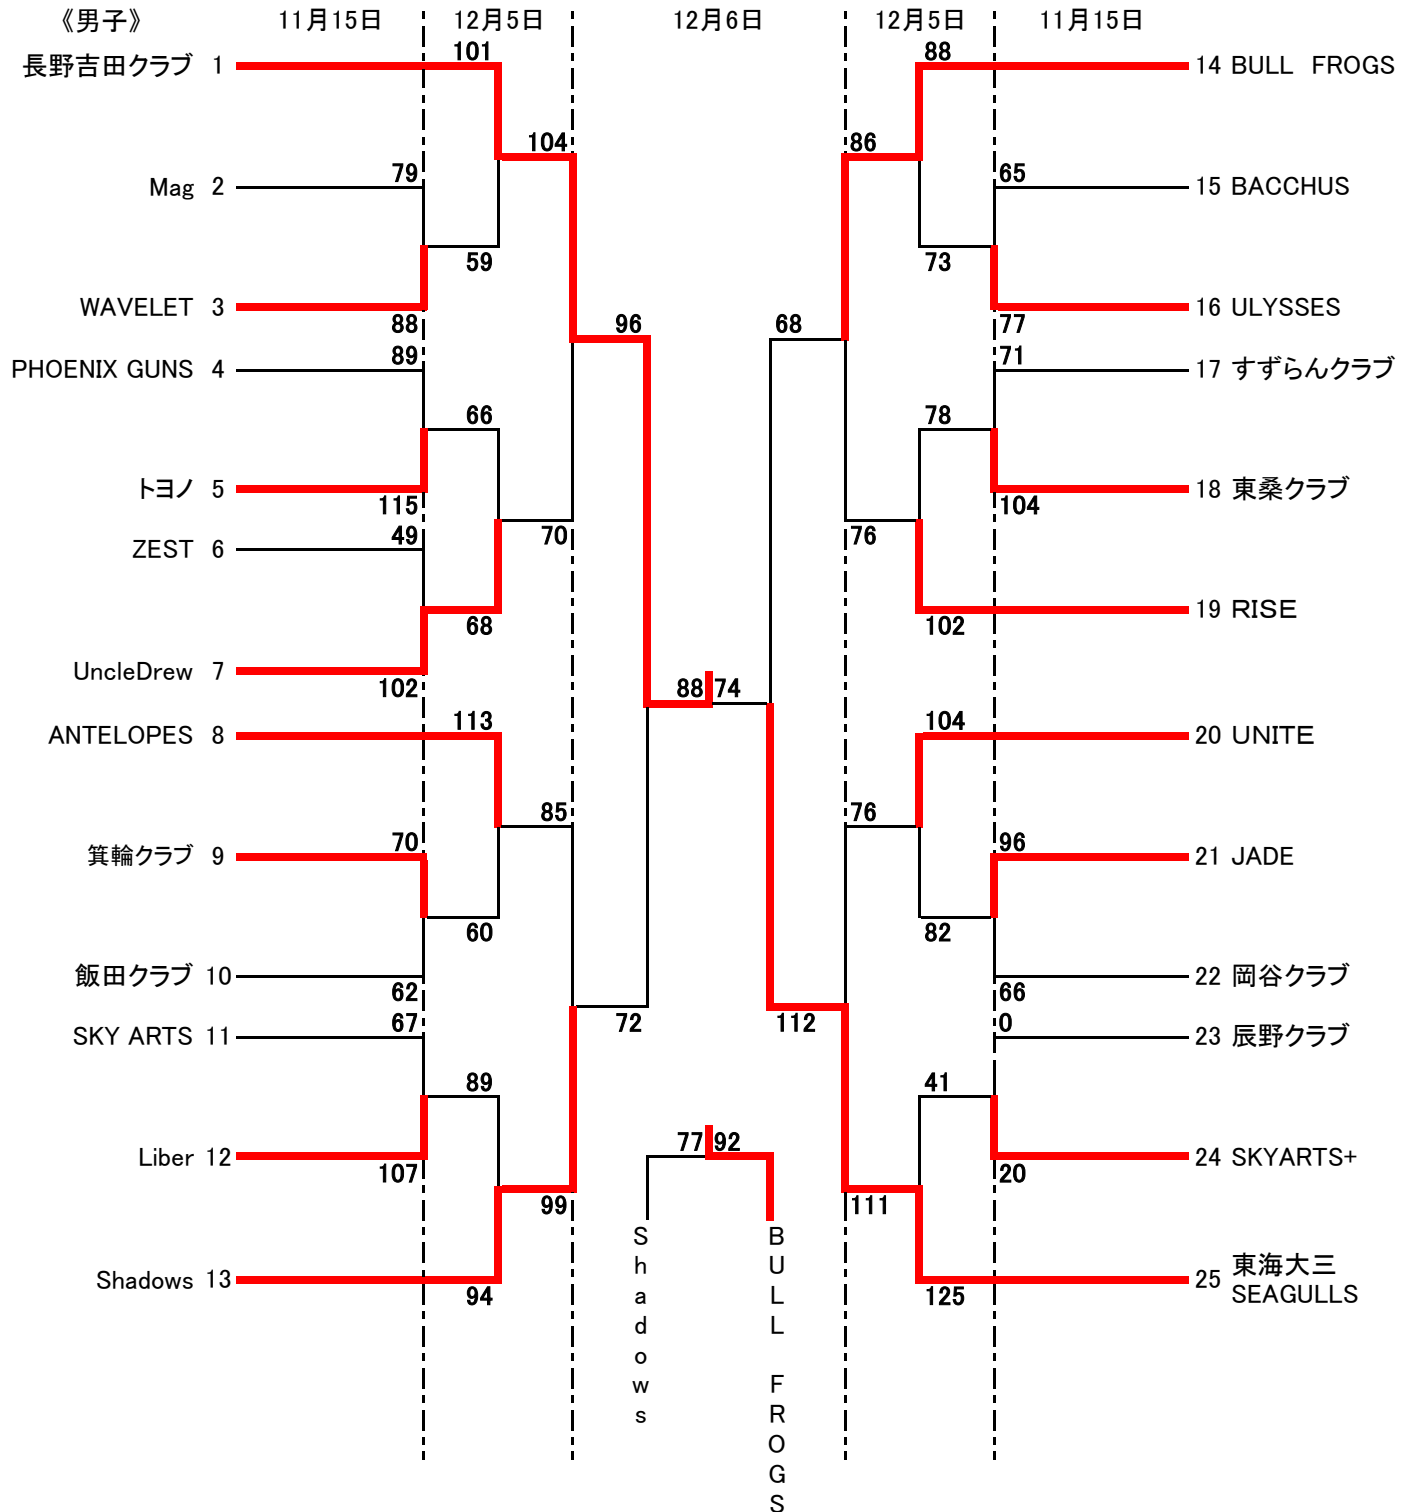 《男子》 11月15日 12月5日 12月6日 12月5日 11月15日
長野吉田クラブ 1 101 88 14 BULL　FROGS
104 86
Mag 2 79 65 15 BACCHUS
59 73
WAVELET 3 88 96 68 77 16 ULYSSES
PHOENIX GUNS 4 89 71 17 すずらんクラブ
66 78
トヨノ 5 115 104 18 東桑クラブ
ZEST 6 49 70 76
68 102 19 RISE
UncleDrew 7 102 88 74
ANTELOPES 8 113 104 20 UNITE
85 76
箕輪クラブ 9 70 96 21 JADE
60 82
飯田クラブ 10 62 66 22 岡谷クラブ
SKY ARTS 11 67 72 112 0 23 辰野クラブ
89 41
Liber 12 107 77 92 20 24 SKYARTS+
99 111
Shadows 13 94 125 25 東海大三
SEAGULLS
Shadows
BULL　FROGS